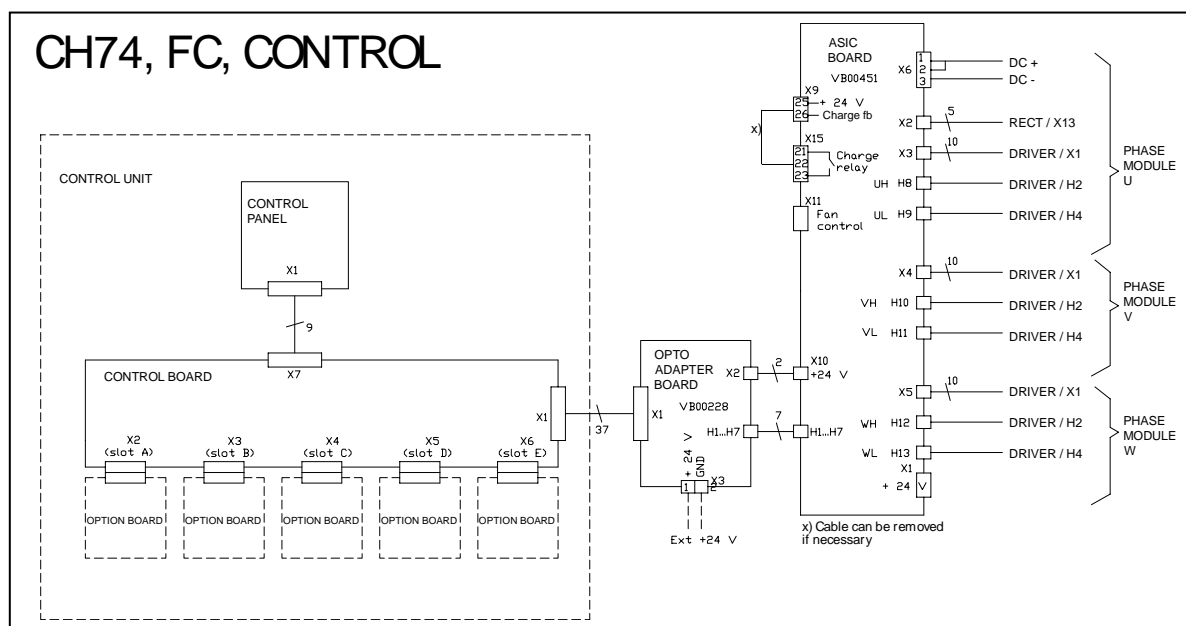 CH74, FC, CONTROL
CONTROL UNIT
CONTROL
PANEL
X1
9
X7
CONTROL BOARD
X1
37
X2
(slot A)
X3
(slot B)
X4
(slot C)
X5
(slot D)
X6
(slot E)
OPTION BOARD
OPTION BOARD
OPTION BOARD
OPTION BOARD
OPTION BOARD
OPTO
ADAPTER
BOARD
VB00228
X1
X2
2
H1...H7
7
+ 24 V
GND
X3
1
2
Ext +24 V
ASIC
BOARD
VB00451
X9
25
+ 24 V
26
Charge fb
x)
X15
21
22
23
Charge
relay
X11
Fan
control
X10
+24 V
H1...H7
X6
1
2
3
DC +
DC -
X2
5
RECT / X13
X3
10
DRIVER / X1
UH H8
DRIVER / H2
UL H9
DRIVER / H4
PHASE
MODULE
U
X4
10
DRIVER / X1
VH H10
DRIVER / H2
VL H11
DRIVER / H4
PHASE
MODULE
V
X5
10
DRIVER / X1
WH H12
DRIVER / H2
WL H13
DRIVER / H4
PHASE
MODULE
W
X1
+ 24 V
x) Cable can be removed
if necessary